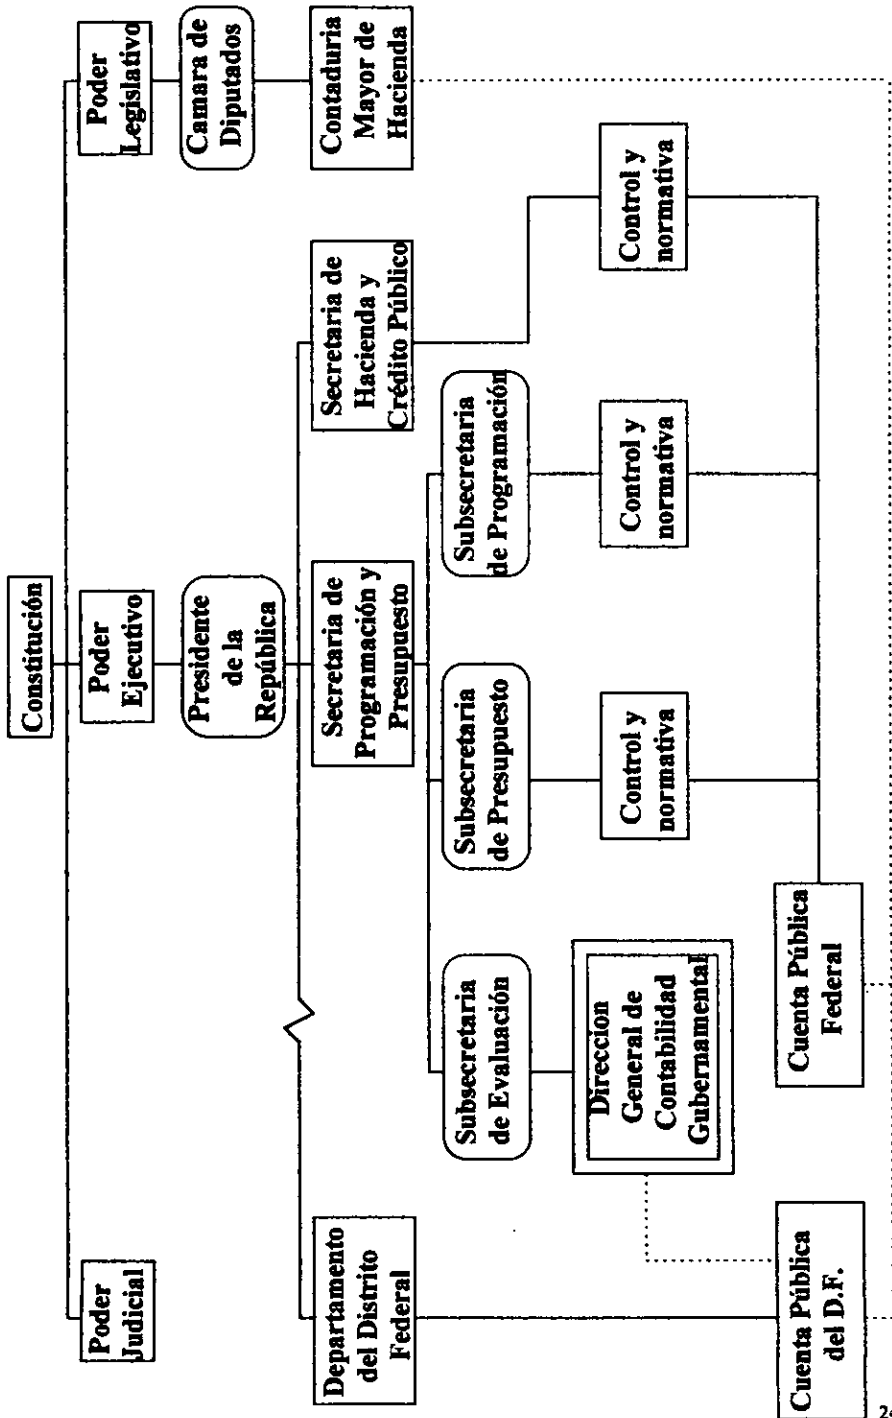 Constitución
Poder
Judicial
Poder
Ejecutivo
Poder
Legislativo
Presidente
de la
República
Camara de
Diputados
Departamento
del Distrito
Federal
Secretaria de
Programación y
Presupuesto
Secretaria de
Hacienda y
Crédito Público
Contaduria
Mayor de
Hacienda
Subsecretaria
de Evaluación
Subsecretaria
de Presupuesto
Subsecretaria
de Programación
Direccion
General de
Contabilidad
Gubernamental
Control y
normativa
Control y
normativa
Control y
normativa
Cuenta Pública
del D.F.
Cuenta Pública
Federal